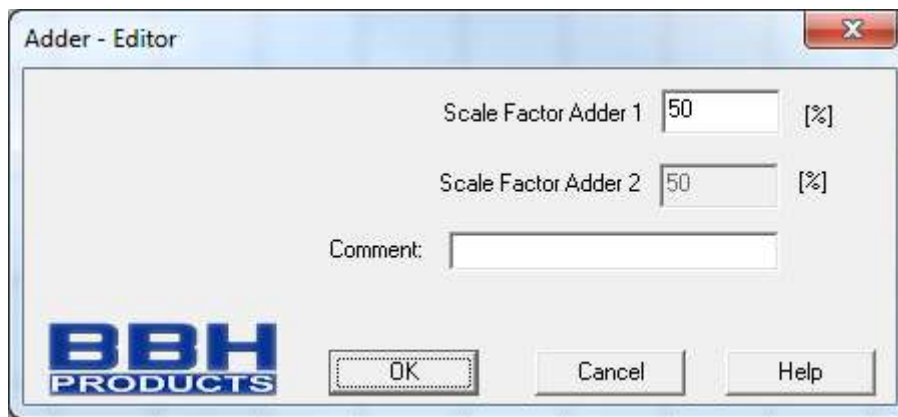 Adder - Editor
Scale Factor Adder 1 50 [%]
Scale Factor Adder 2 50 [%]
Comment:
BBH
PRODUCTS
OK Cancel Help